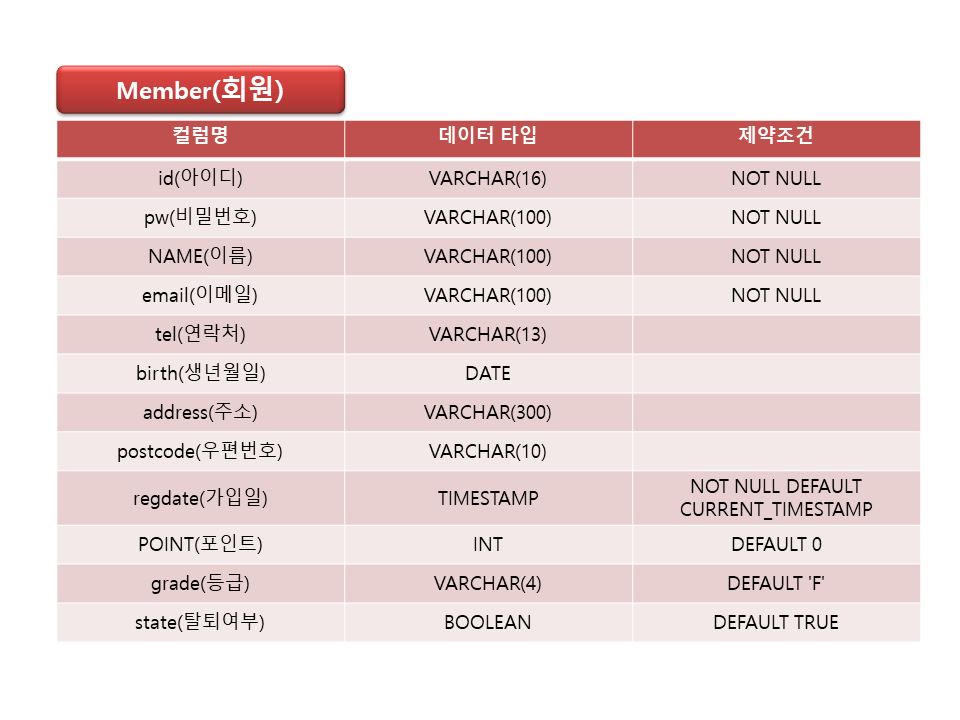 Member(회원)
컬럼명 데이터 타입 제약조건
id(아이디) VARCHAR(16) NOT NULL
pw(비밀번호) VARCHAR(100) NOT NULL
NAME(이름) VARCHAR(100) NOT NULL
email(이메일) VARCHAR(100) NOT NULL
tel(연락처) VARCHAR(13)
birth(생년월일) DATE
address(주소) VARCHAR(300)
postcode(우편번호) VARCHAR(10)
regdate(가입일) TIMESTAMP NOT NULL DEFAULT
CURRENT_TIMESTAMP
POINT(포인트) INT DEFAULT 0
grade(등급) VARCHAR(4) DEFAULT 'F'
state(탈퇴여부) BOOLEAN DEFAULT TRUE